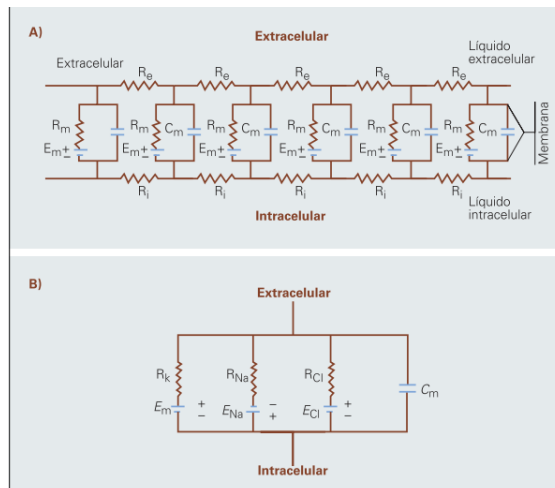 A)
Extracelular
Extracelular
Líquido
extracelular
Re Re Re Re Re
Rm Rm Cm Rm Cm Rm Cm Rm Cm Rm Cm
Em + − Em + − Em + − Em + − Em + − Em + −
Membrana
Ri Ri Ri Ri Ri
Intracelular
Líquido
intracelular
B)
Extracelular
Rk RNa RCl
Cm
Em + − ENa − + ECl + −
Intracelular